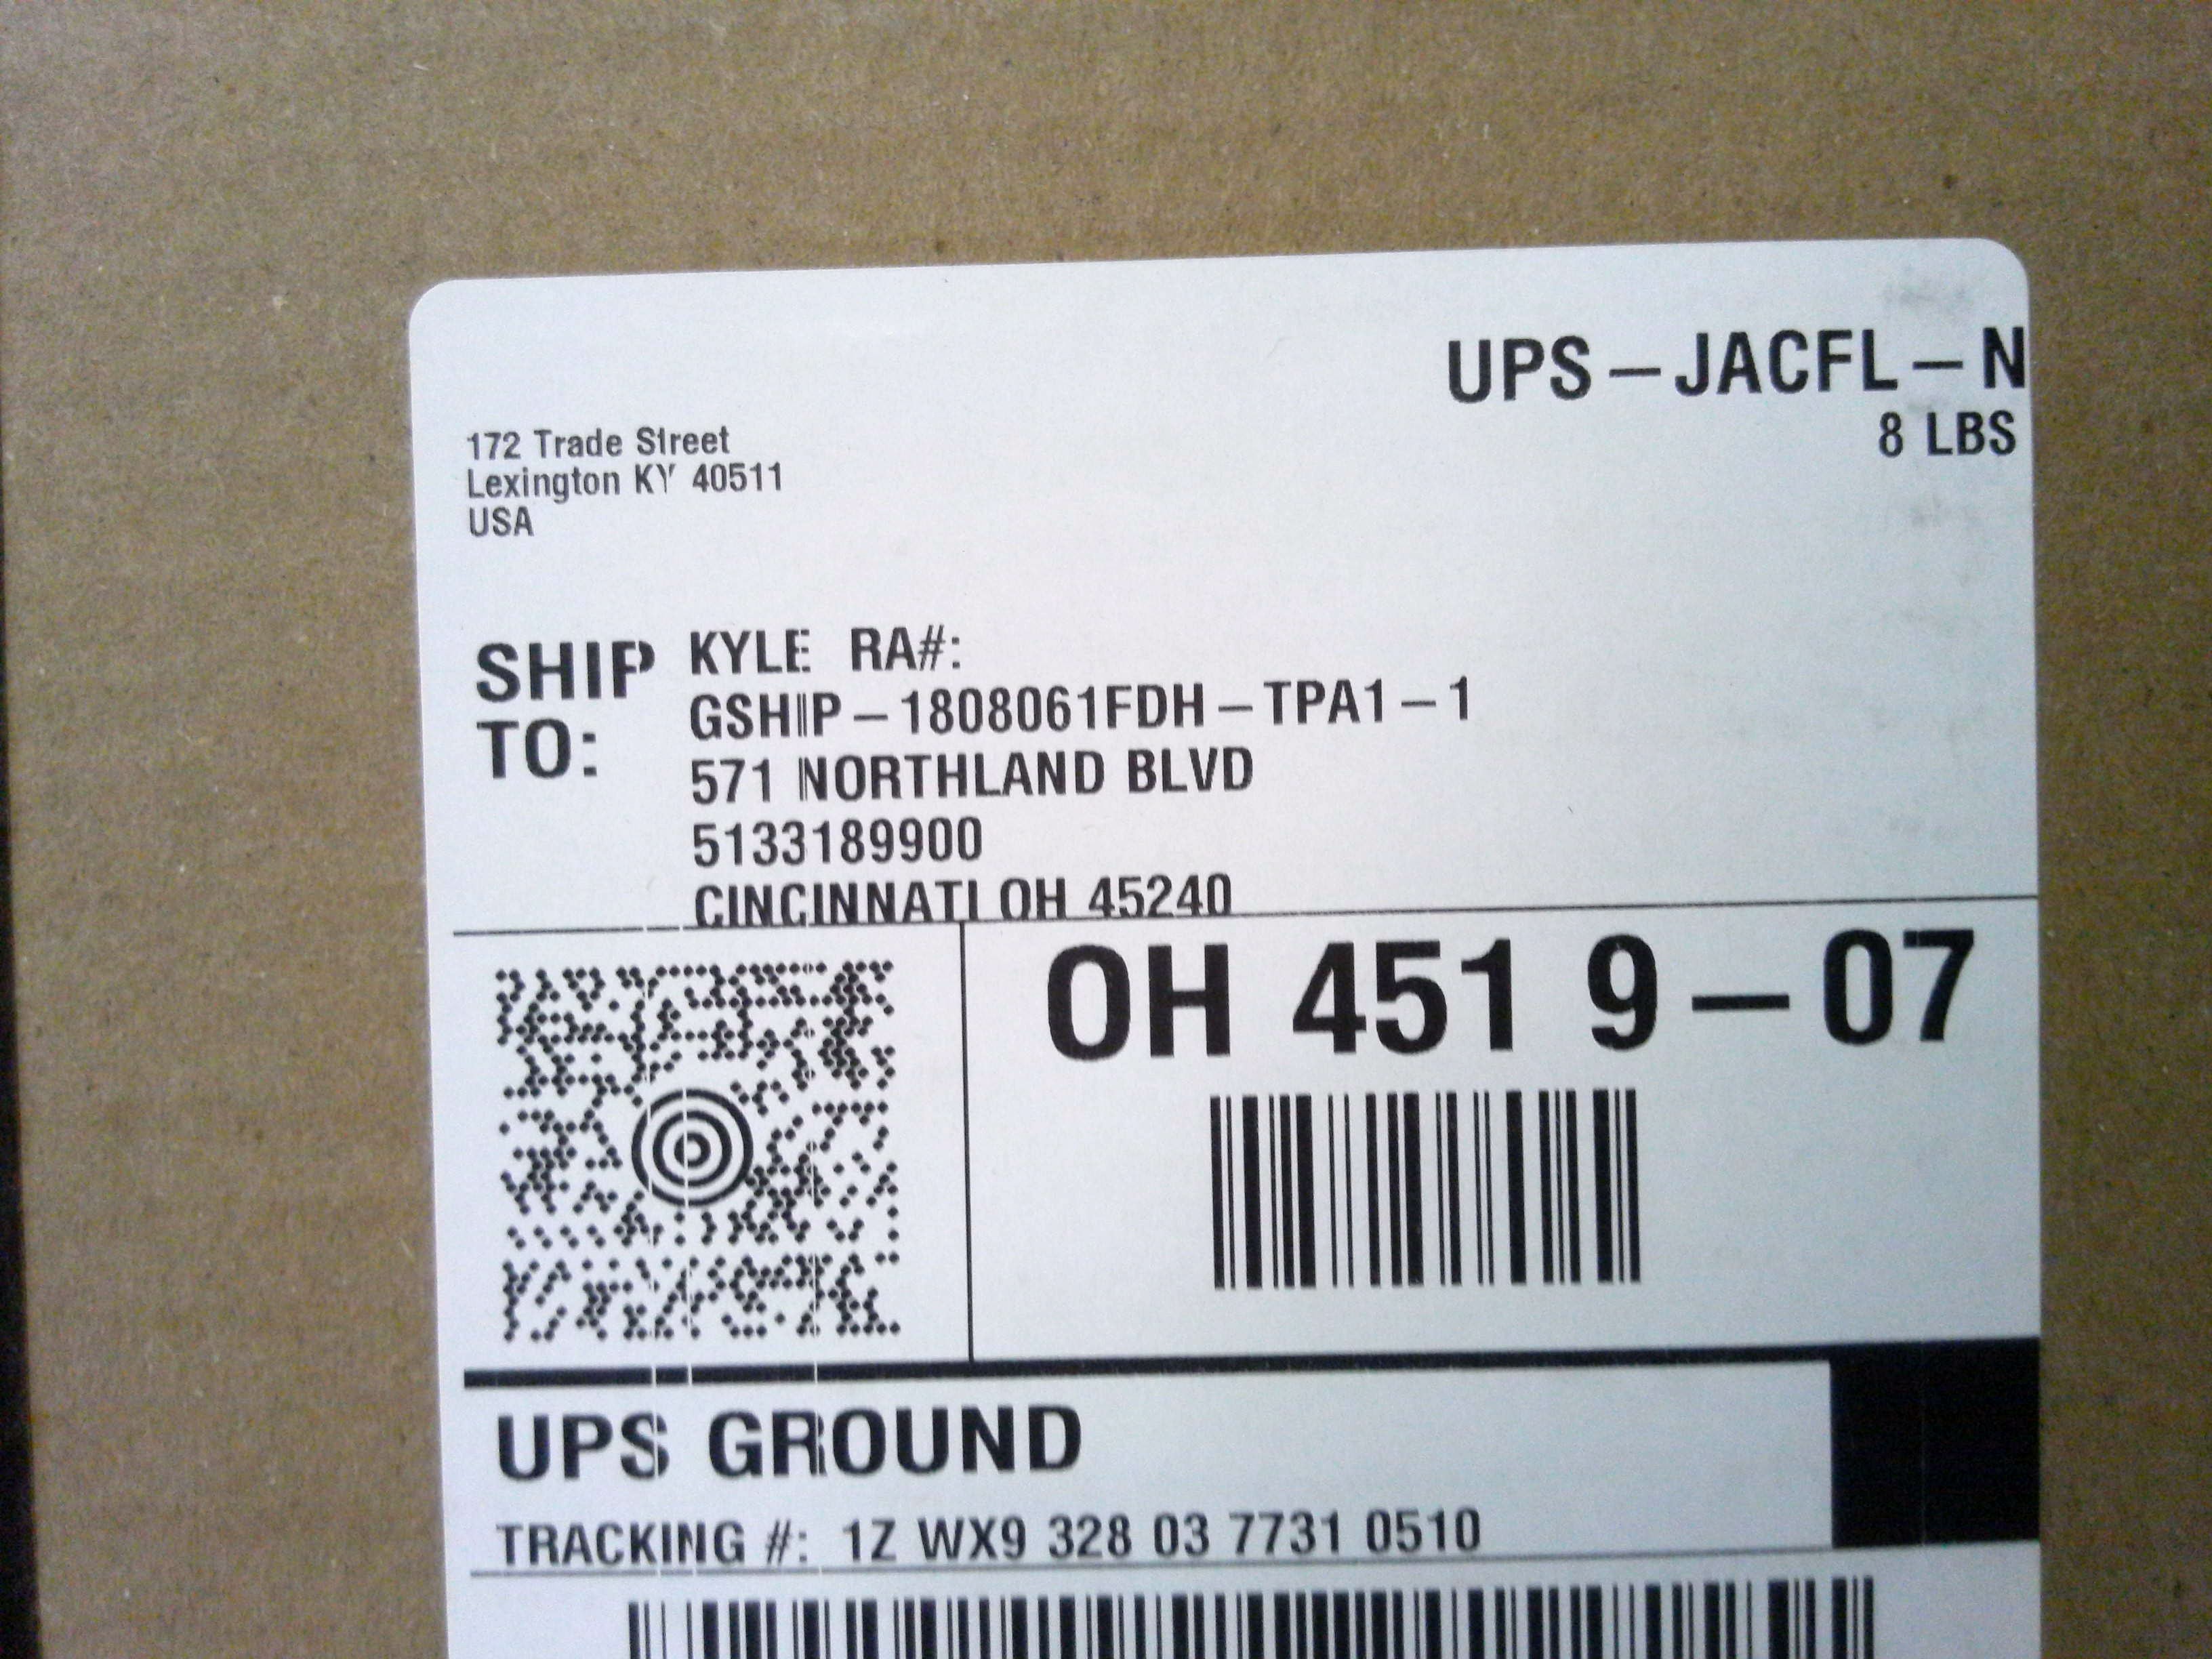 UPS-JACFL-N
8 LBS
172 Trade Street
Lexington KY 40511
USA
SHIP TO:
KYLE RA#:
GSHIP-1808061FDH-TPA1-1
571 NORTHLAND BLVD
5133189900
CINCINNATI OH 45240
OH 451 9-07
UPS GROUND
TRACKING #: 1Z WX9 328 03 7731 0510